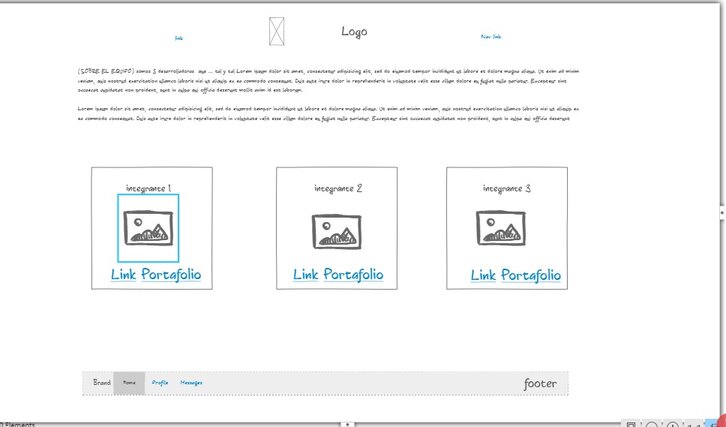 link
Logo
Nav link
(SOBRE EL EQUIPO) somos 3 desarrolladores que ... tal y tal Lorem ipsum dolor sit amet, consectetur adipisicing elit, sed do eiusmod tempor incididunt ut labore et dolore magna aliqua. Ut enim ad minim
veniam, quis nostrud exercitation ullamco laboris nisi ut aliquip ex ea commodo consequat. Duis aute irure dolor in reprehenderit in voluptate velit esse cillum dolore eu fugiat nulla pariatur. Excepteur sint
occaecat cupidatat non proident, sunt in culpa qui officia deserunt mollit anim id est laborum.
Lorem ipsum dolor sit amet, consectetur adipisicing elit, sed do eiusmod tempor incididunt ut labore et dolore magna aliqua. Ut enim ad minim veniam, quis nostrud exercitation ullamco laboris nisi ut aliquip ex
ea commodo consequat. Duis aute irure dolor in reprehenderit in voluptate velit esse cillum dolore eu fugiat nulla pariatur. Excepteur sint occaecat cupidatat non proident, sunt in culpa qui officia deserunt
integrante 1
integrante 2
integrante 3
Link Portafolio
Link Portafolio
Link Portafolio
Brand Home Profile Messages
footer
0 Elements